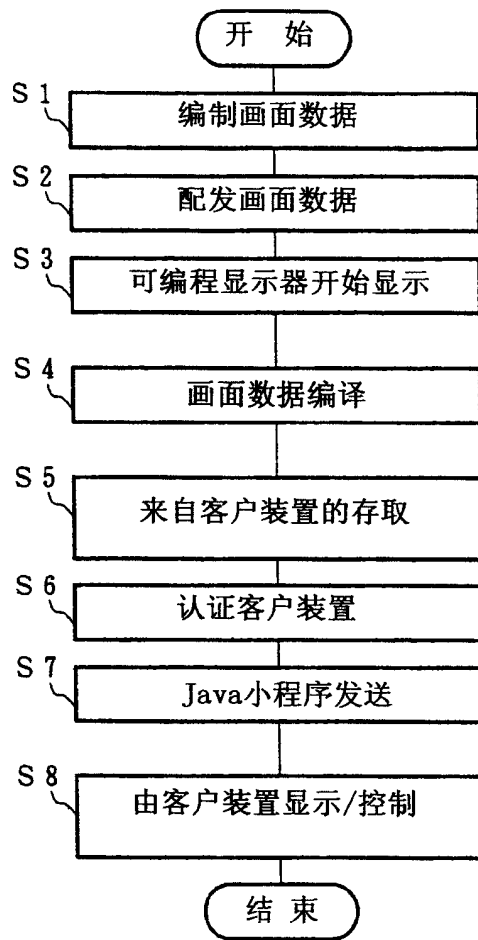 开 始
S 1
编制画面数据
S 2
配发画面数据
S 3
可编程显示器开始显示
S 4
画面数据编译
S 5
来自客户装置的存取
S 6
认证客户装置
S 7
Java小程序发送
S 8
由客户装置显示/控制
结 束